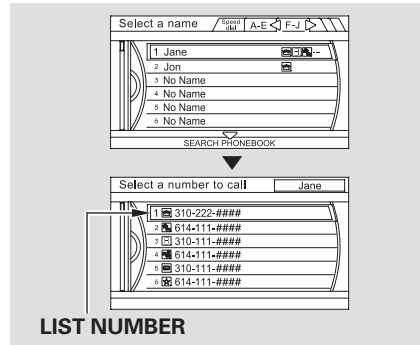 Select a name Speed dial A-E F-J
1 Jane
2 Jon
3 No Name
4 No Name
5 No Name
6 No Name
SEARCH PHONEBOOK
Select a number to call Jane
1 310-222-####
2 614-111-####
3 310-111-####
4 614-111-####
5 310-111-####
6 614-111-####
LIST NUMBER